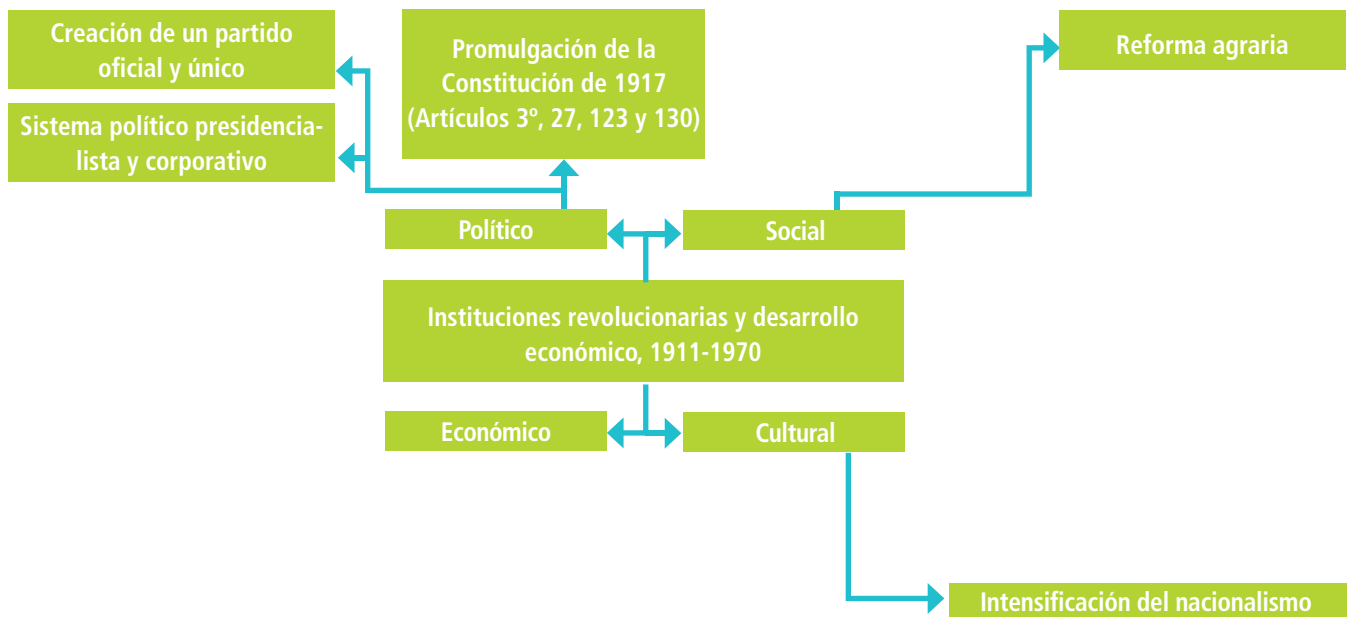 Creación de un partido
oficial y único
Promulgación de la
Constitución de 1917
(Artículos 3º, 27, 123 y 130)
Reforma agraria
Sistema político presidencia-
lista y corporativo
Político
Social
Instituciones revolucionarias y desarrollo
económico, 1911-1970
Económico
Cultural
Intensificación del nacionalismo